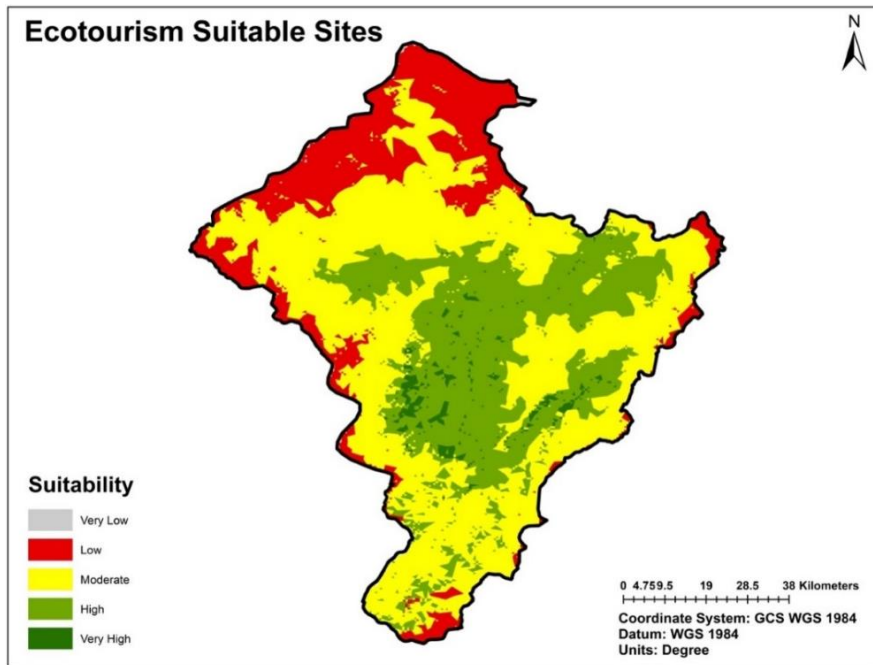 Ecotourism Suitable Sites
N
Suitability
Very Low
Low
Moderate
High
Very High
0 4.759.5 19 28.5 38 Kilometers
Coordinate System: GCS WGS 1984
Datum: WGS 1984
Units: Degree